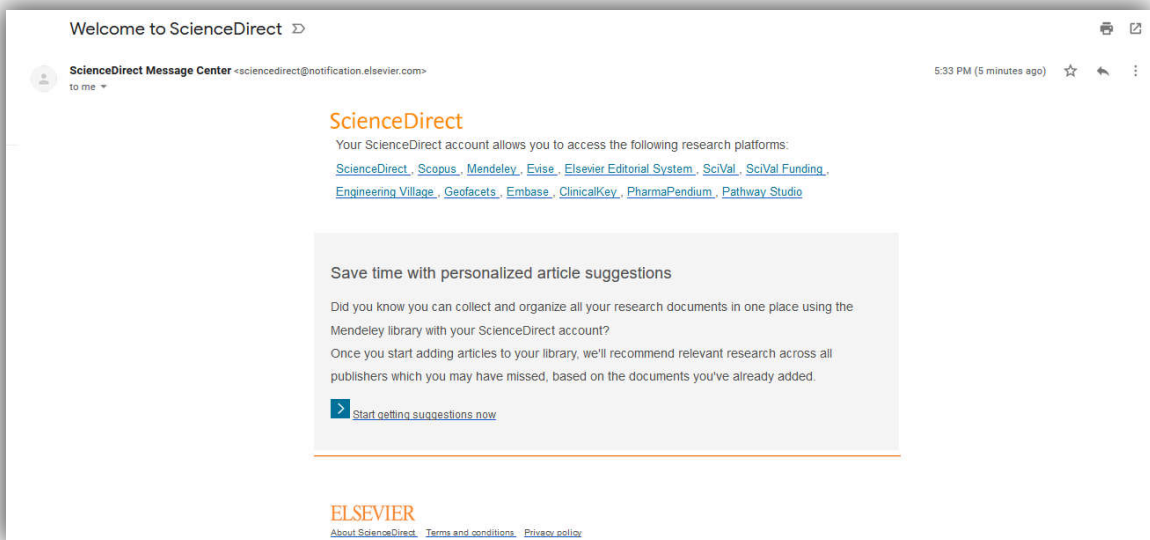 Welcome to ScienceDirect
ScienceDirect Message Center <sciencedirect@notification.elsevier.com>
5:33 PM (5 minutes ago)
to me
ScienceDirect
Your ScienceDirect account allows you to access the following research platforms:
ScienceDirect , Scopus , Mendeley , Evise , Elsevier Editorial System , SciVal , SciVal Funding ,
Engineering Village , Geofacets , Embase , ClinicalKey , PharmaPendium , Pathway Studio
Save time with personalized article suggestions
Did you know you can collect and organize all your research documents in one place using the
Mendeley library with your ScienceDirect account?
Once you start adding articles to your library, we'll recommend relevant research across all
publishers which you may have missed, based on the documents you've already added.
Start getting suggestions now
ELSEVIER
About ScienceDirect Terms and conditions Privacy policy